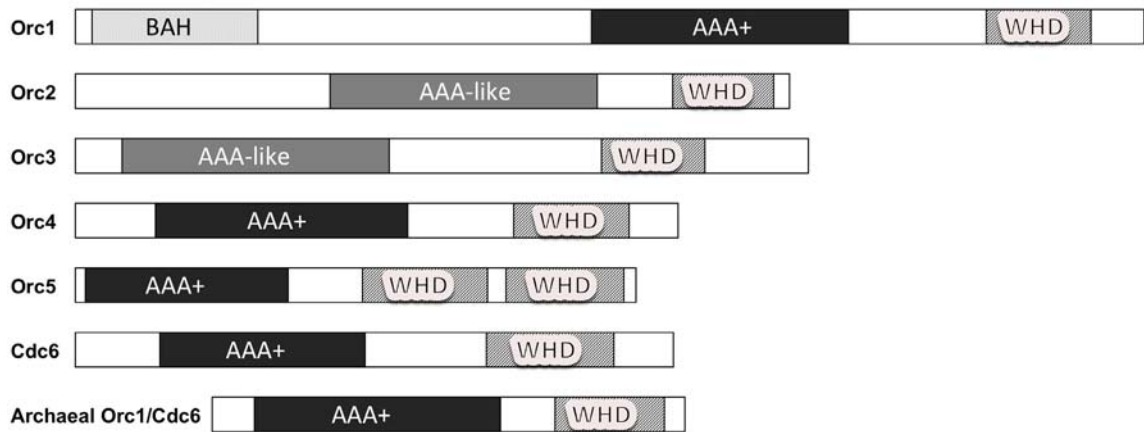 Orc1 BAH AAA+ WHD
Orc2 AAA-like WHD
Orc3 AAA-like WHD
Orc4 AAA+ WHD
Orc5 AAA+ WHD WHD
Cdc6 AAA+ WHD
Archaeal Orc1/Cdc6 AAA+ WHD